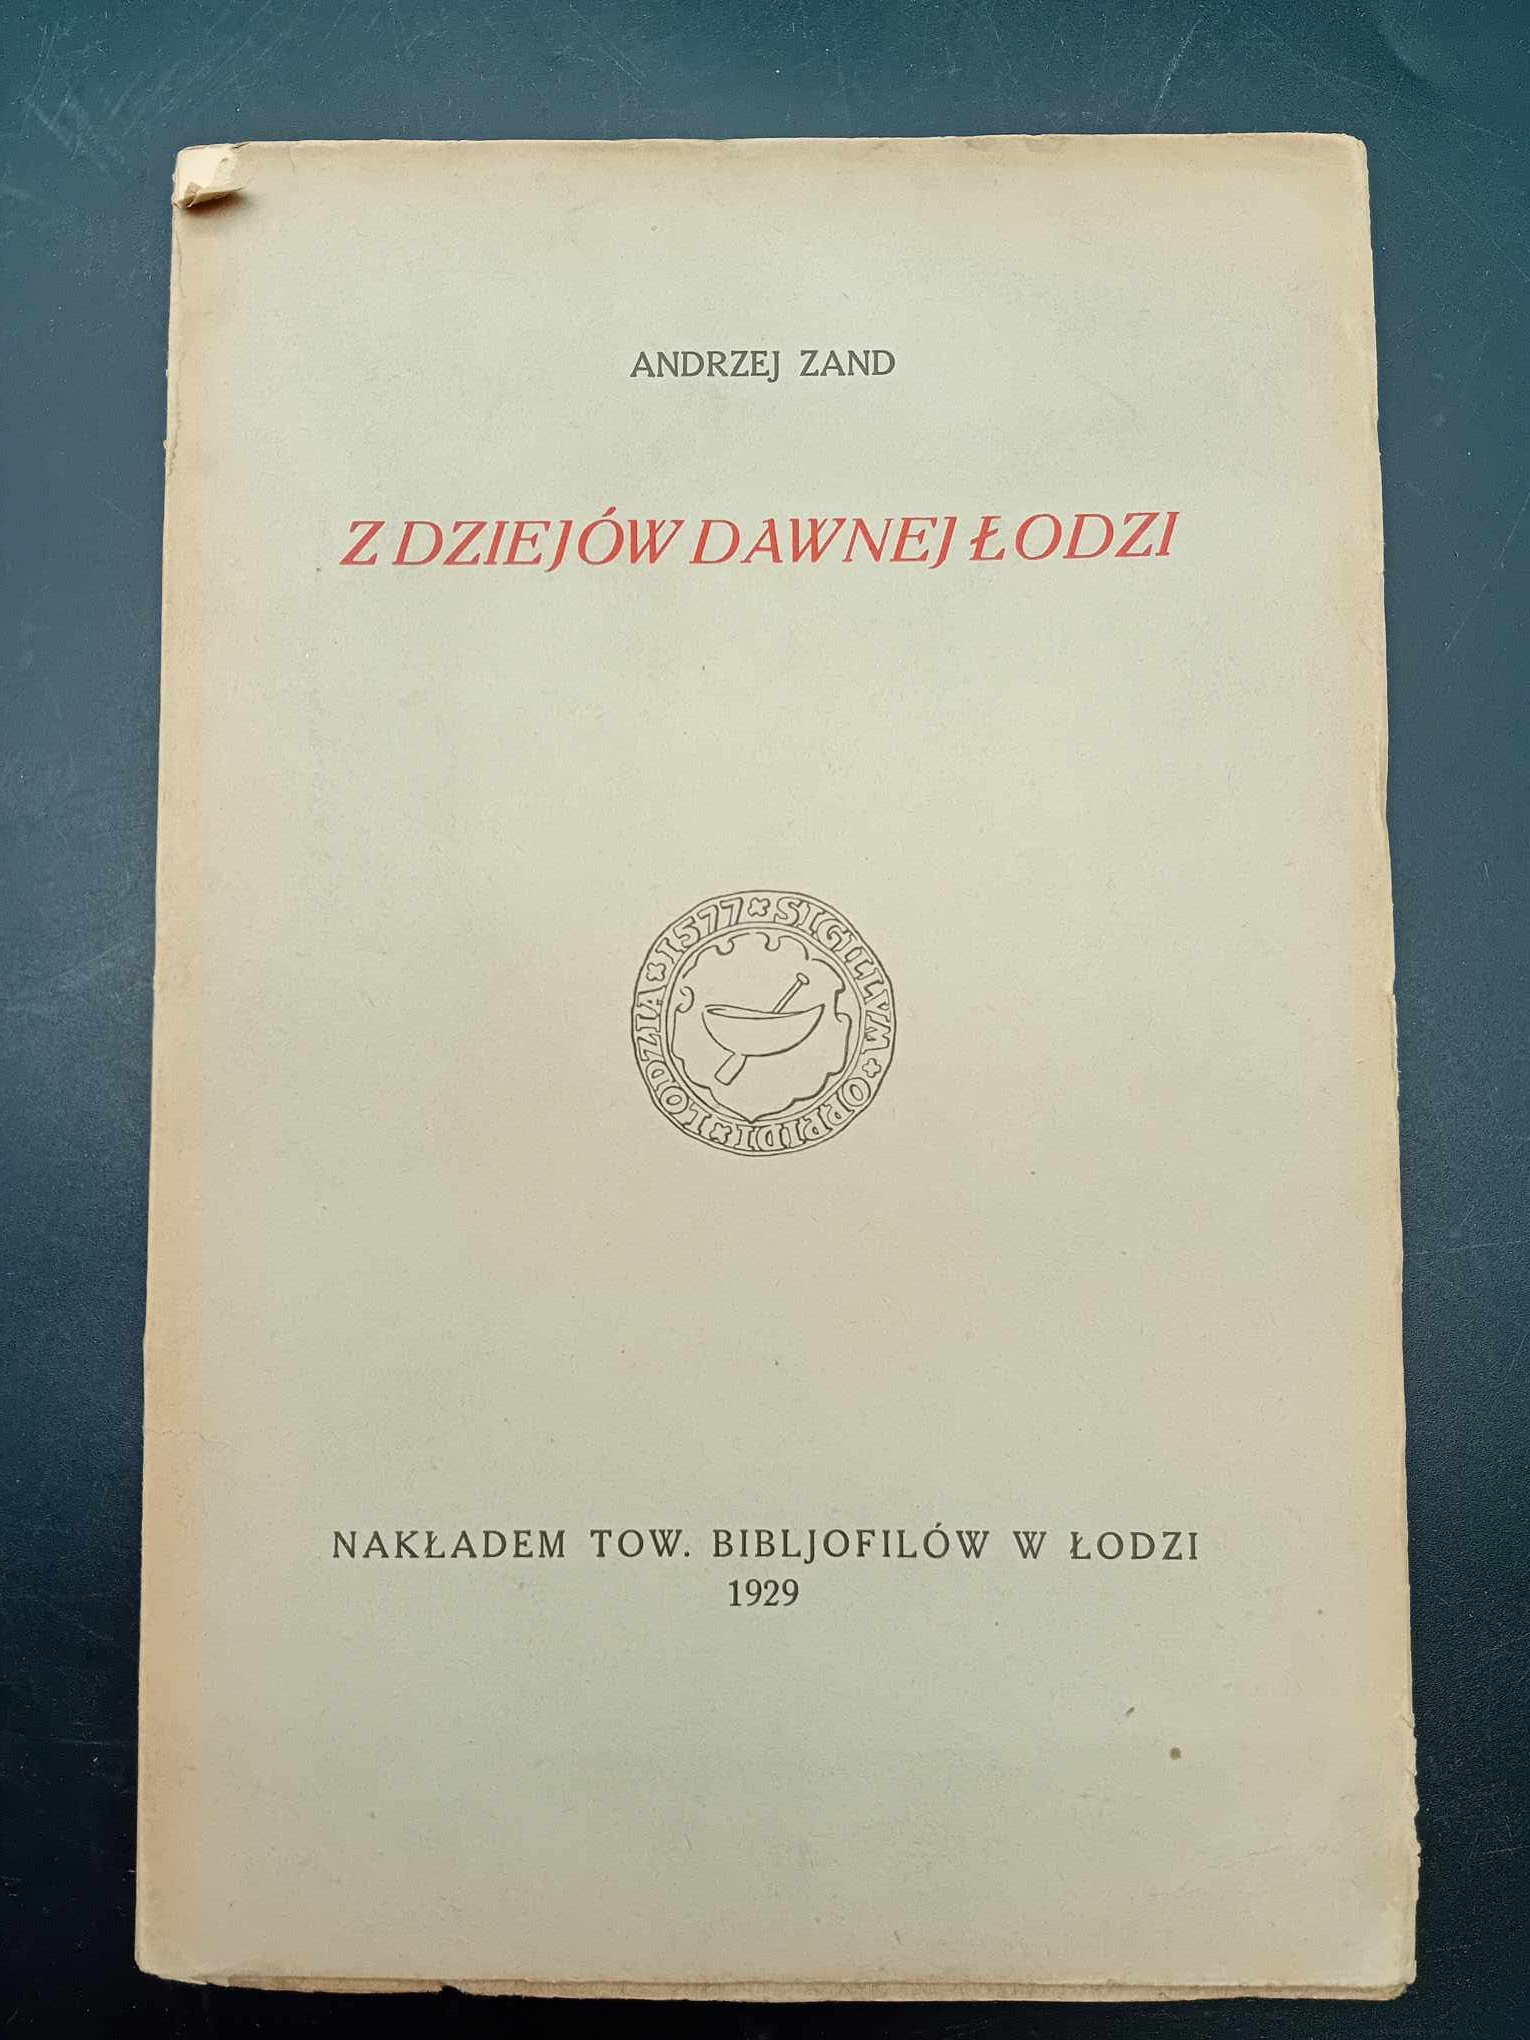 ANDRZEJ ZAND
Z DZIEJÓW DAWNEJ ŁODZI
SIGILLVM ✶ OPPIDI ✶ LODZIA ✶ 1577 ✶
NAKŁADEM TOW. BIBLJOFILÓW W ŁODZI
1929